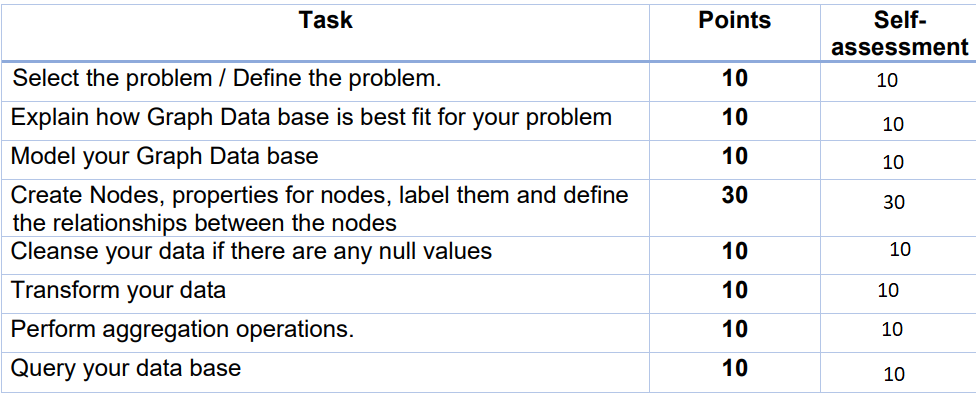 Task Points Self-
assessment
Select the problem / Define the problem. 10 10
Explain how Graph Data base is best fit for your problem 10 10
Model your Graph Data base 10 10
Create Nodes, properties for nodes, label them and define 30 30
the relationships between the nodes
Cleanse your data if there are any null values 10 10
Transform your data 10 10
Perform aggregation operations. 10 10
Query your data base 10 10